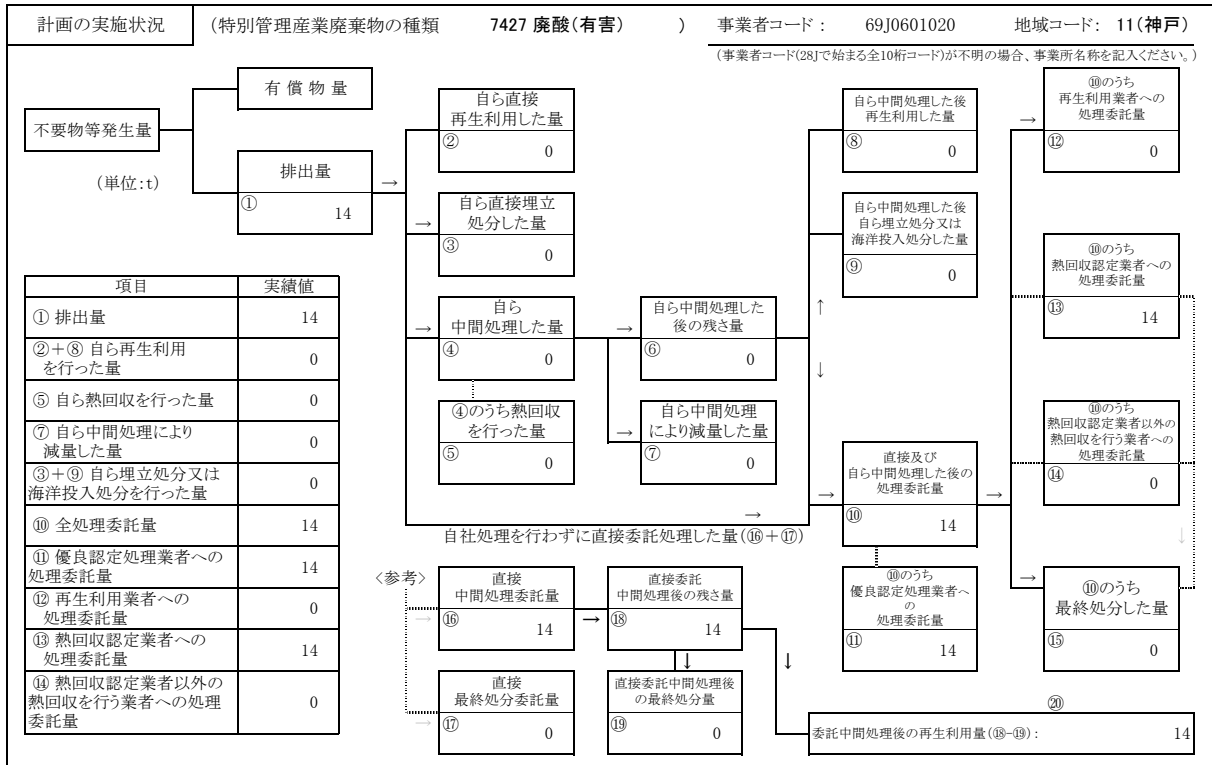 計画の実施状況 (特別管理産業廃棄物の種類 7427 廃酸(有害) ) 事業者コード: 69J0601020 地域コード: 11(神戸)
(事業者コード(28Jで始まる全10桁コード)が不明の場合、事業所名称を記入ください。)
不要物等発生量
(単位:t)
有償物量
排出量
→
① 14
自ら直接
再生利用した量
② 0
→
自ら直接埋立
処分した量
③ 0
→
自ら
中間処理した量
④ 0
④のうち熱回収
を行った量
⑤ 0
→
自ら中間処理した
後の残さ量
⑥ 0
→
自ら中間処理
により減量した量
⑦ 0
自ら中間処理した後
再生利用した量
⑧ 0
自ら中間処理した後
自ら埋立処分又は
海洋投入処分した量
⑨ 0
↑
↓
→
自社処理を行わずに直接委託処理した量(⑯+⑰)
→
直接及び
自ら中間処理した後の
処理委託量
⑩ 14
→
⑩のうち
優良認定処理業者へ
の
処理委託量
⑪ 14
→
⑩のうち
再生利用業者への
処理委託量
⑫ 0
⑩のうち
熱回収認定業者への
処理委託量
⑬ 14
⑩のうち
熱回収認定業者以外の
熱回収を行う業者への
処理委託量
⑭ 0
↓
→
⑩のうち
最終処分した量
⑮ 0
項目 実績値
① 排出量 14
②+⑧ 自ら再生利用
を行った量 0
⑤ 自ら熱回収を行った量 0
⑦ 自ら中間処理により
減量した量 0
③+⑨ 自ら埋立処分又は
海洋投入処分を行った量 0
⑩ 全処理委託量 14
⑪ 優良認定処理業者への
処理委託量 14
⑫ 再生利用業者への
処理委託量 0
⑬ 熱回収認定業者への
処理委託量 14
⑭ 熱回収認定業者以外の
熱回収を行う業者への処理
委託量 0
<参考>
→
直接
中間処理委託量
⑯ 14
→
直接委託
中間処理後の残さ量
⑱ 14
↓
↓
→
直接
最終処分委託量
⑰ 0
直接委託中間処理後
の最終処分量
⑲ 0
⑳
委託中間処理後の再生利用量(⑱-⑲): 14